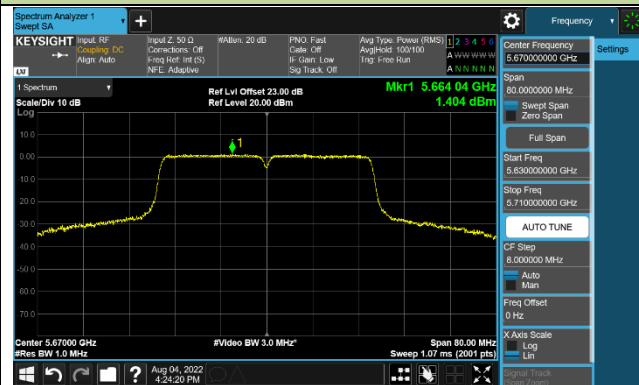 Spectrum Analyzer 1
Swept SA
+
Frequency
KEYSIGHT
Input: RF
Coupling: DC
Align: Auto
Input Z: 50 Ω
Corrections: Off
Freq Ref: Int (S)
NFE: Adaptive
#Atten: 20 dB
PNO: Fast
Gate: Off
IF Gain: Low
Sig Track: Off
Avg Type: Power (RMS)
Avg|Hold: 100/100
Trig: Free Run
1 2 3 4 5 6
A W W W W W
A N N N N N
LXI
1 Spectrum
Scale/Div 10 dB
Log
Ref Lvl Offset 23.00 dB
Ref Level 20.00 dBm
Mkr1 5.664 04 GHz
1.404 dBm
1
10.0
0.00
-10.0
-20.0
-30.0
-40.0
-50.0
-60.0
-70.0
Center 5.67000 GHz
#Res BW 1.0 MHz
#Video BW 3.0 MHz*
Span 80.00 MHz
Sweep 1.07 ms (2001 pts)
Center Frequency
5.670000000 GHz
Settings
Span
80.0000000 MHz
Swept Span
Zero Span
Full Span
Start Freq
5.630000000 GHz
Stop Freq
5.710000000 GHz
AUTO TUNE
CF Step
8.000000 MHz
Auto
Man
Freq Offset
0 Hz
X Axis Scale
Log
Lin
Signal Track
(Span Zoom)
?
Aug 04, 2022
4:24:20 PM